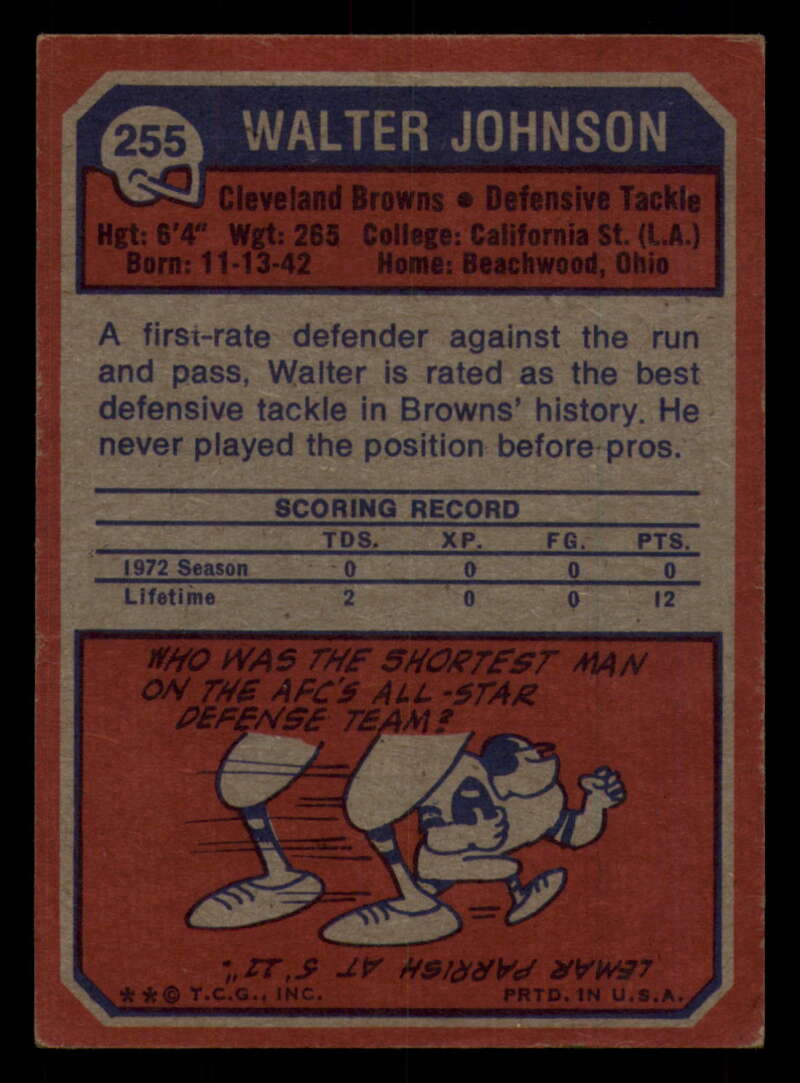 255
WALTER JOHNSON
Cleveland Browns • Defensive Tackle
Hgt: 6'4" Wgt: 265 College: California St. (L.A.)
Born: 11-13-42 Home: Beachwood, Ohio
A first-rate defender against the run
and pass, Walter is rated as the best
defensive tackle in Browns' history. He
never played the position before pros.
SCORING RECORD
TDS. XP. FG. PTS.
1972 Season 0 0 0 0
Lifetime 2 0 0 12
WHO WAS THE SHORTEST MAN
ON THE AFC'S ALL-STAR
DEFENSE TEAM?
LEMAR PARRISH AT 5' 11".
**© T.C.G., INC. PRTD. IN U.S.A.